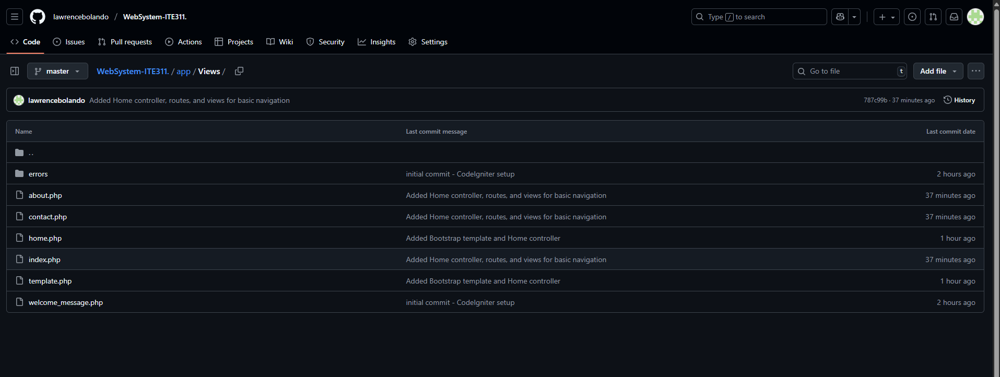 lawrencebolando / WebSystem-ITE311.
Type / to search
Code Issues Pull requests Actions Projects Wiki Security Insights Settings
master WebSystem-ITE311. / app / Views / Go to file t Add file
lawrencebolando Added Home controller, routes, and views for basic navigation 787c99b · 37 minutes ago History
Name Last commit message Last commit date
..
errors initial commit - CodeIgniter setup 2 hours ago
about.php Added Home controller, routes, and views for basic navigation 37 minutes ago
contact.php Added Home controller, routes, and views for basic navigation 37 minutes ago
home.php Added Bootstrap template and Home controller 1 hour ago
index.php Added Home controller, routes, and views for basic navigation 37 minutes ago
template.php Added Bootstrap template and Home controller 1 hour ago
welcome_message.php initial commit - CodeIgniter setup 2 hours ago